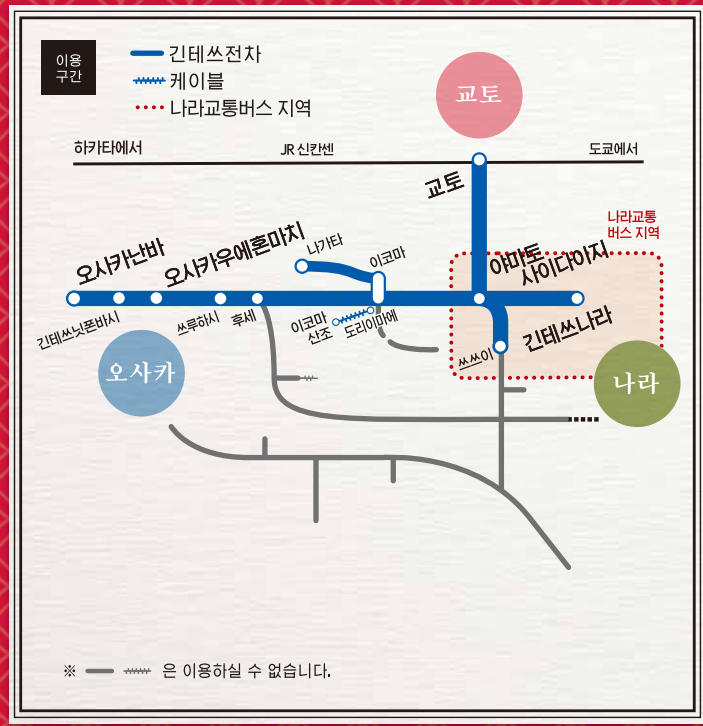 이용
구간
긴테쓰전차
케이블
나라교통버스 지역
교토
하카타에서
JR 신칸센
도쿄에서
교토
나라교통
버스 지역
오사카난바
오사카우에혼마치
나가타
이코마
야마토
사이다이지
긴테쓰닛폰바시
쓰루하시
후세
이코마
산조
도리이마에
쓰쓰이
긴테쓰나라
오사카
나라
※ 은 이용하실 수 없습니다.